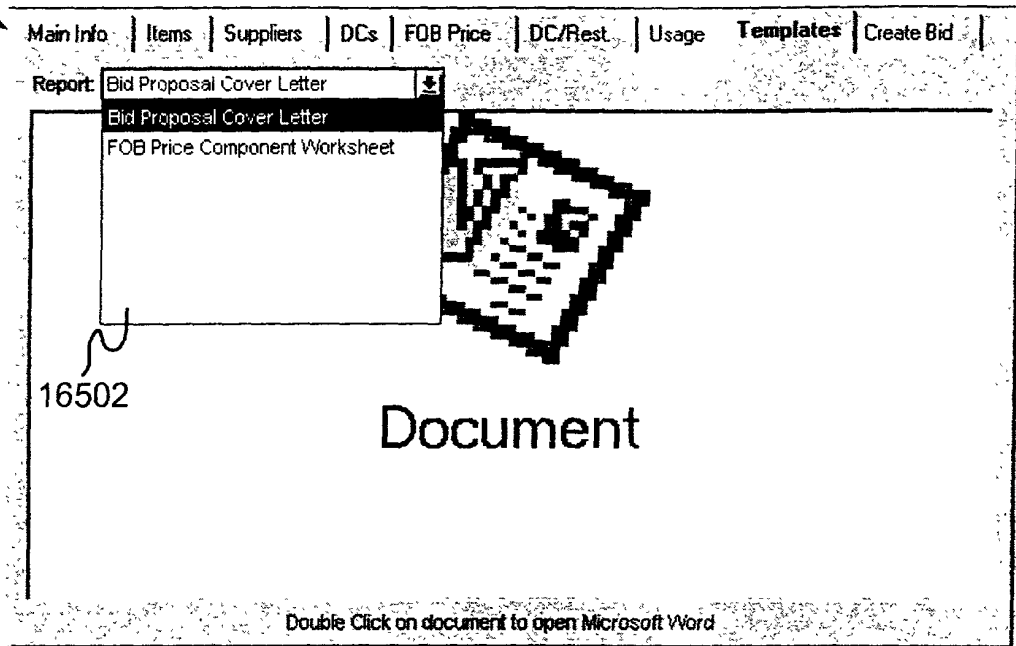 Main Info Items Suppliers DCs FOB Price DC/Rest. Usage Templates Create Bid
Report: Bid Proposal Cover Letter
Bid Proposal Cover Letter
FOB Price Component Worksheet
16502
Document
Double Click on document to open Microsoft Word